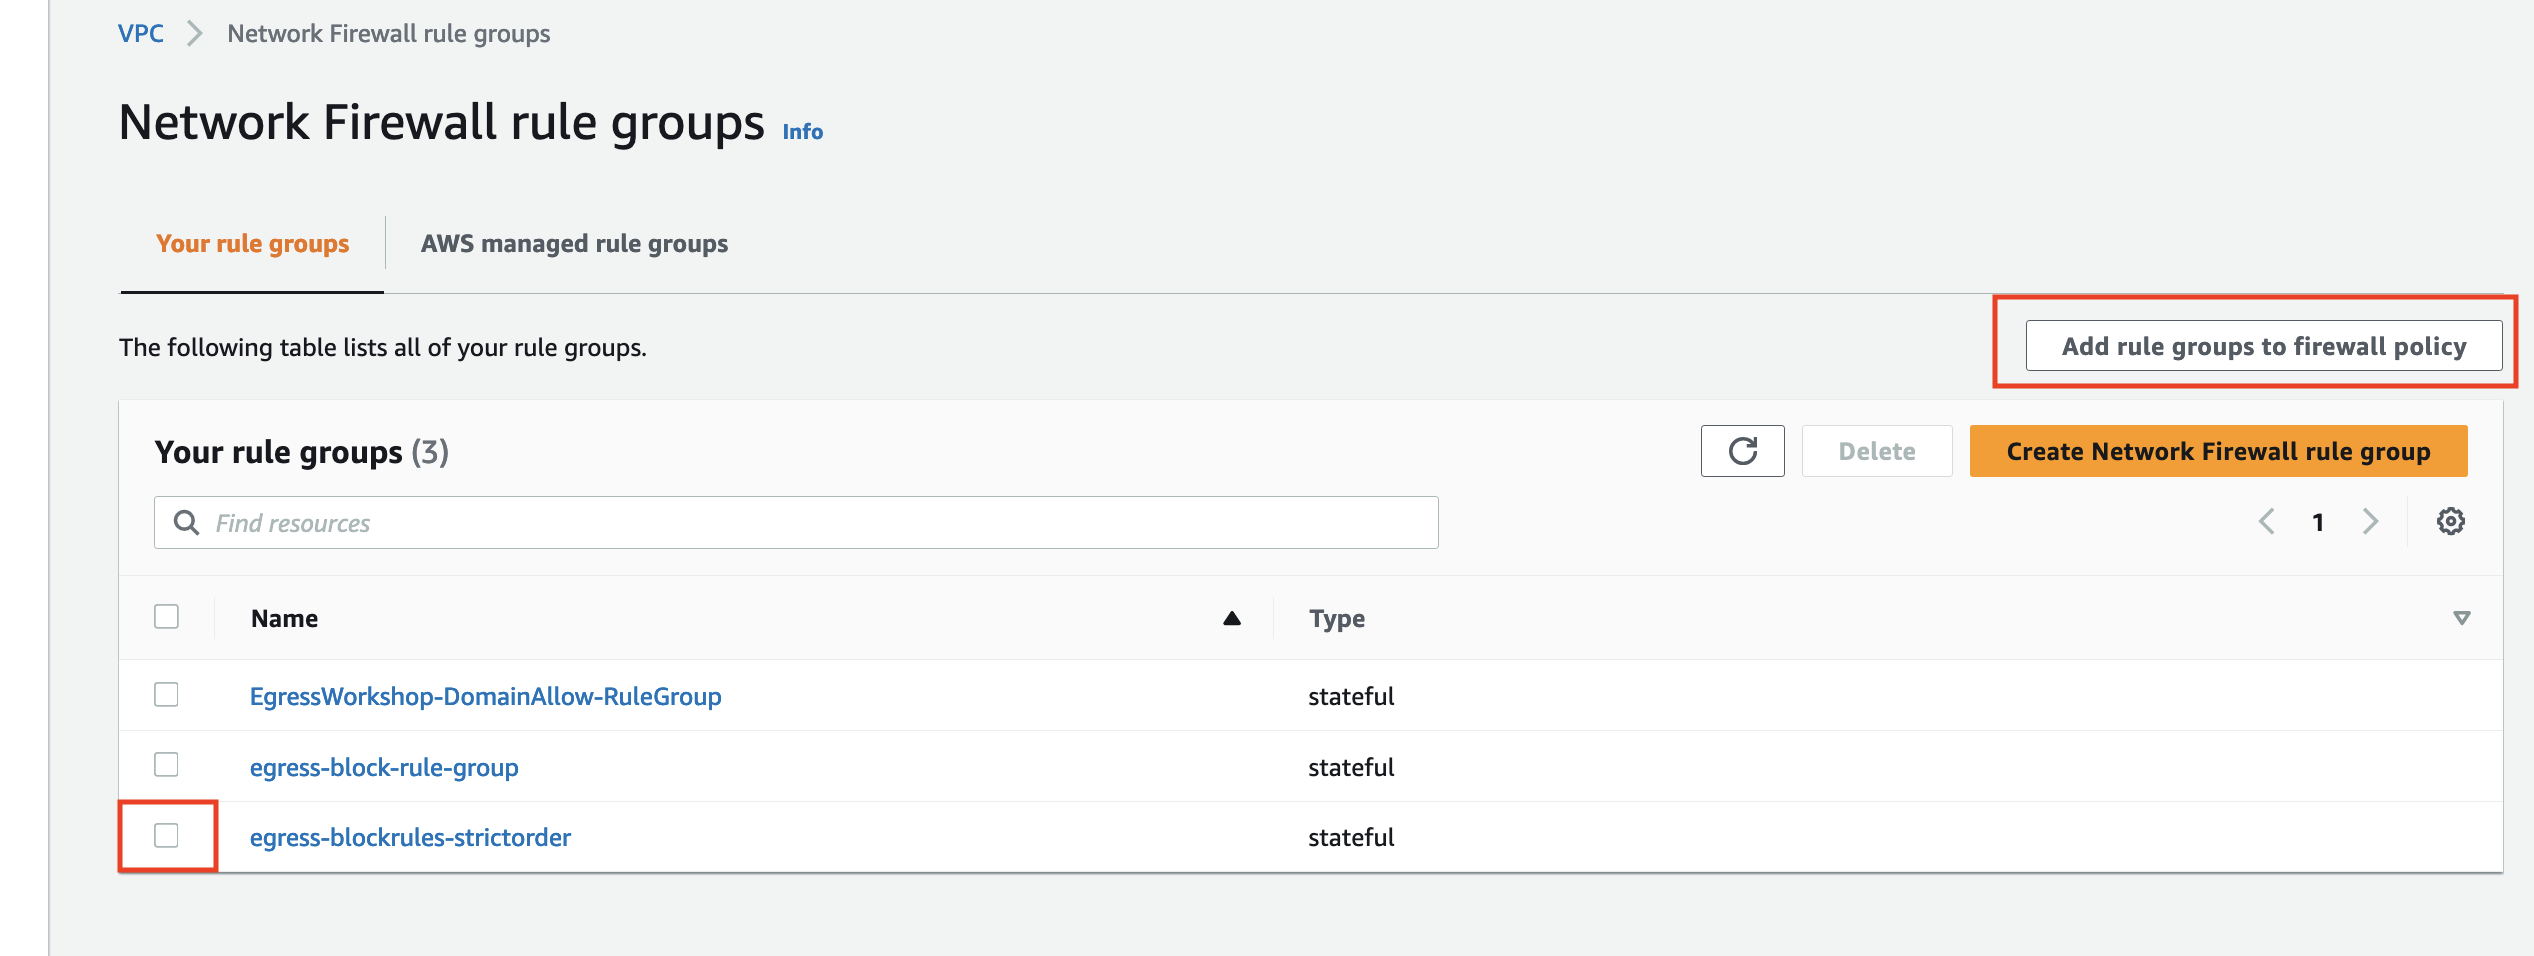 VPC > Network Firewall rule groups
Network Firewall rule groups Info
Your rule groups AWS managed rule groups
The following table lists all of your rule groups.
Add rule groups to firewall policy
Your rule groups (3)
Delete
Create Network Firewall rule group
Find resources
1
Name Type
EgressWorkshop-DomainAllow-RuleGroup stateful
egress-block-rule-group stateful
egress-blockrules-strictorder stateful